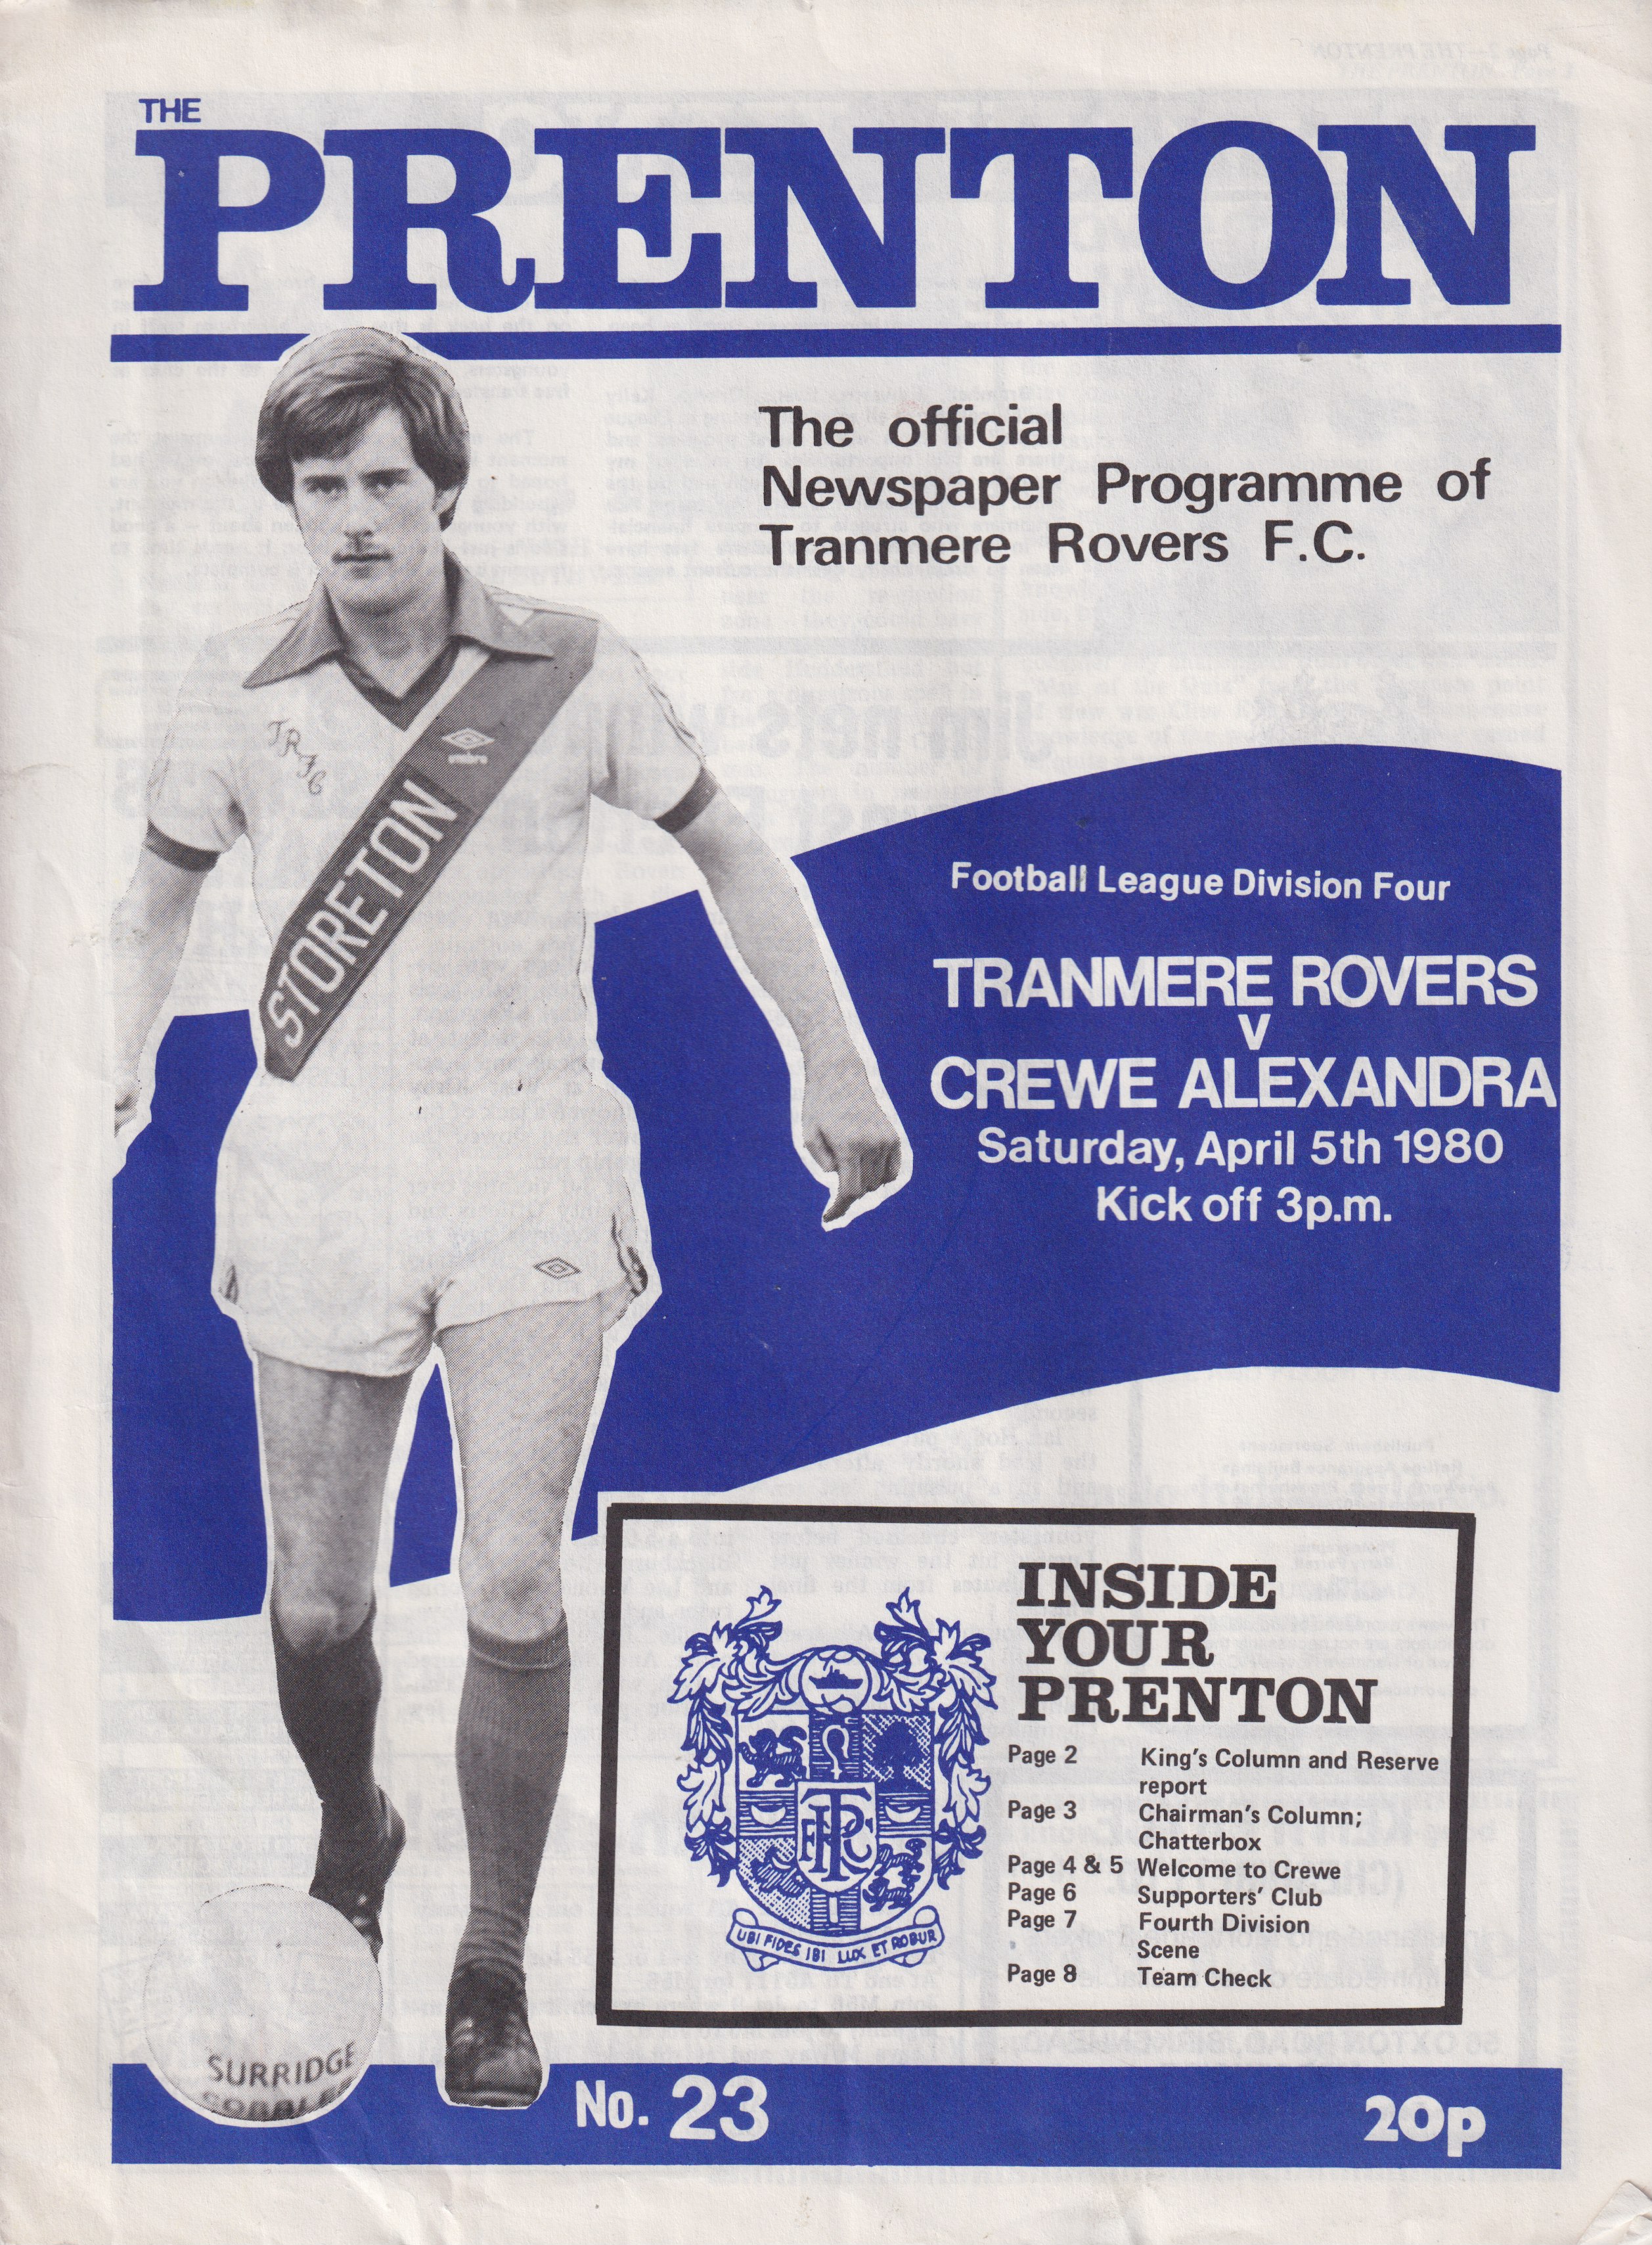 THE
PRENTON
The official
Newspaper Programme of
Tranmere Rovers F.C.
TRFC
umbro
STORETON
Football League Division Four
TRANMERE ROVERS
V
CREWE ALEXANDRA
Saturday, April 5th 1980
Kick off 3p.m.
INSIDE
YOUR
PRENTON
Page 2 King's Column and Reserve
report
Page 3 Chairman's Column;
Chatterbox
Page 4 & 5 Welcome to Crewe
Page 6 Supporters' Club
Page 7 Fourth Division
Scene
Page 8 Team Check
TRFC
UBI FIDES IBI LUX ET ROBUR
SURRIDGE
No. 23
20p